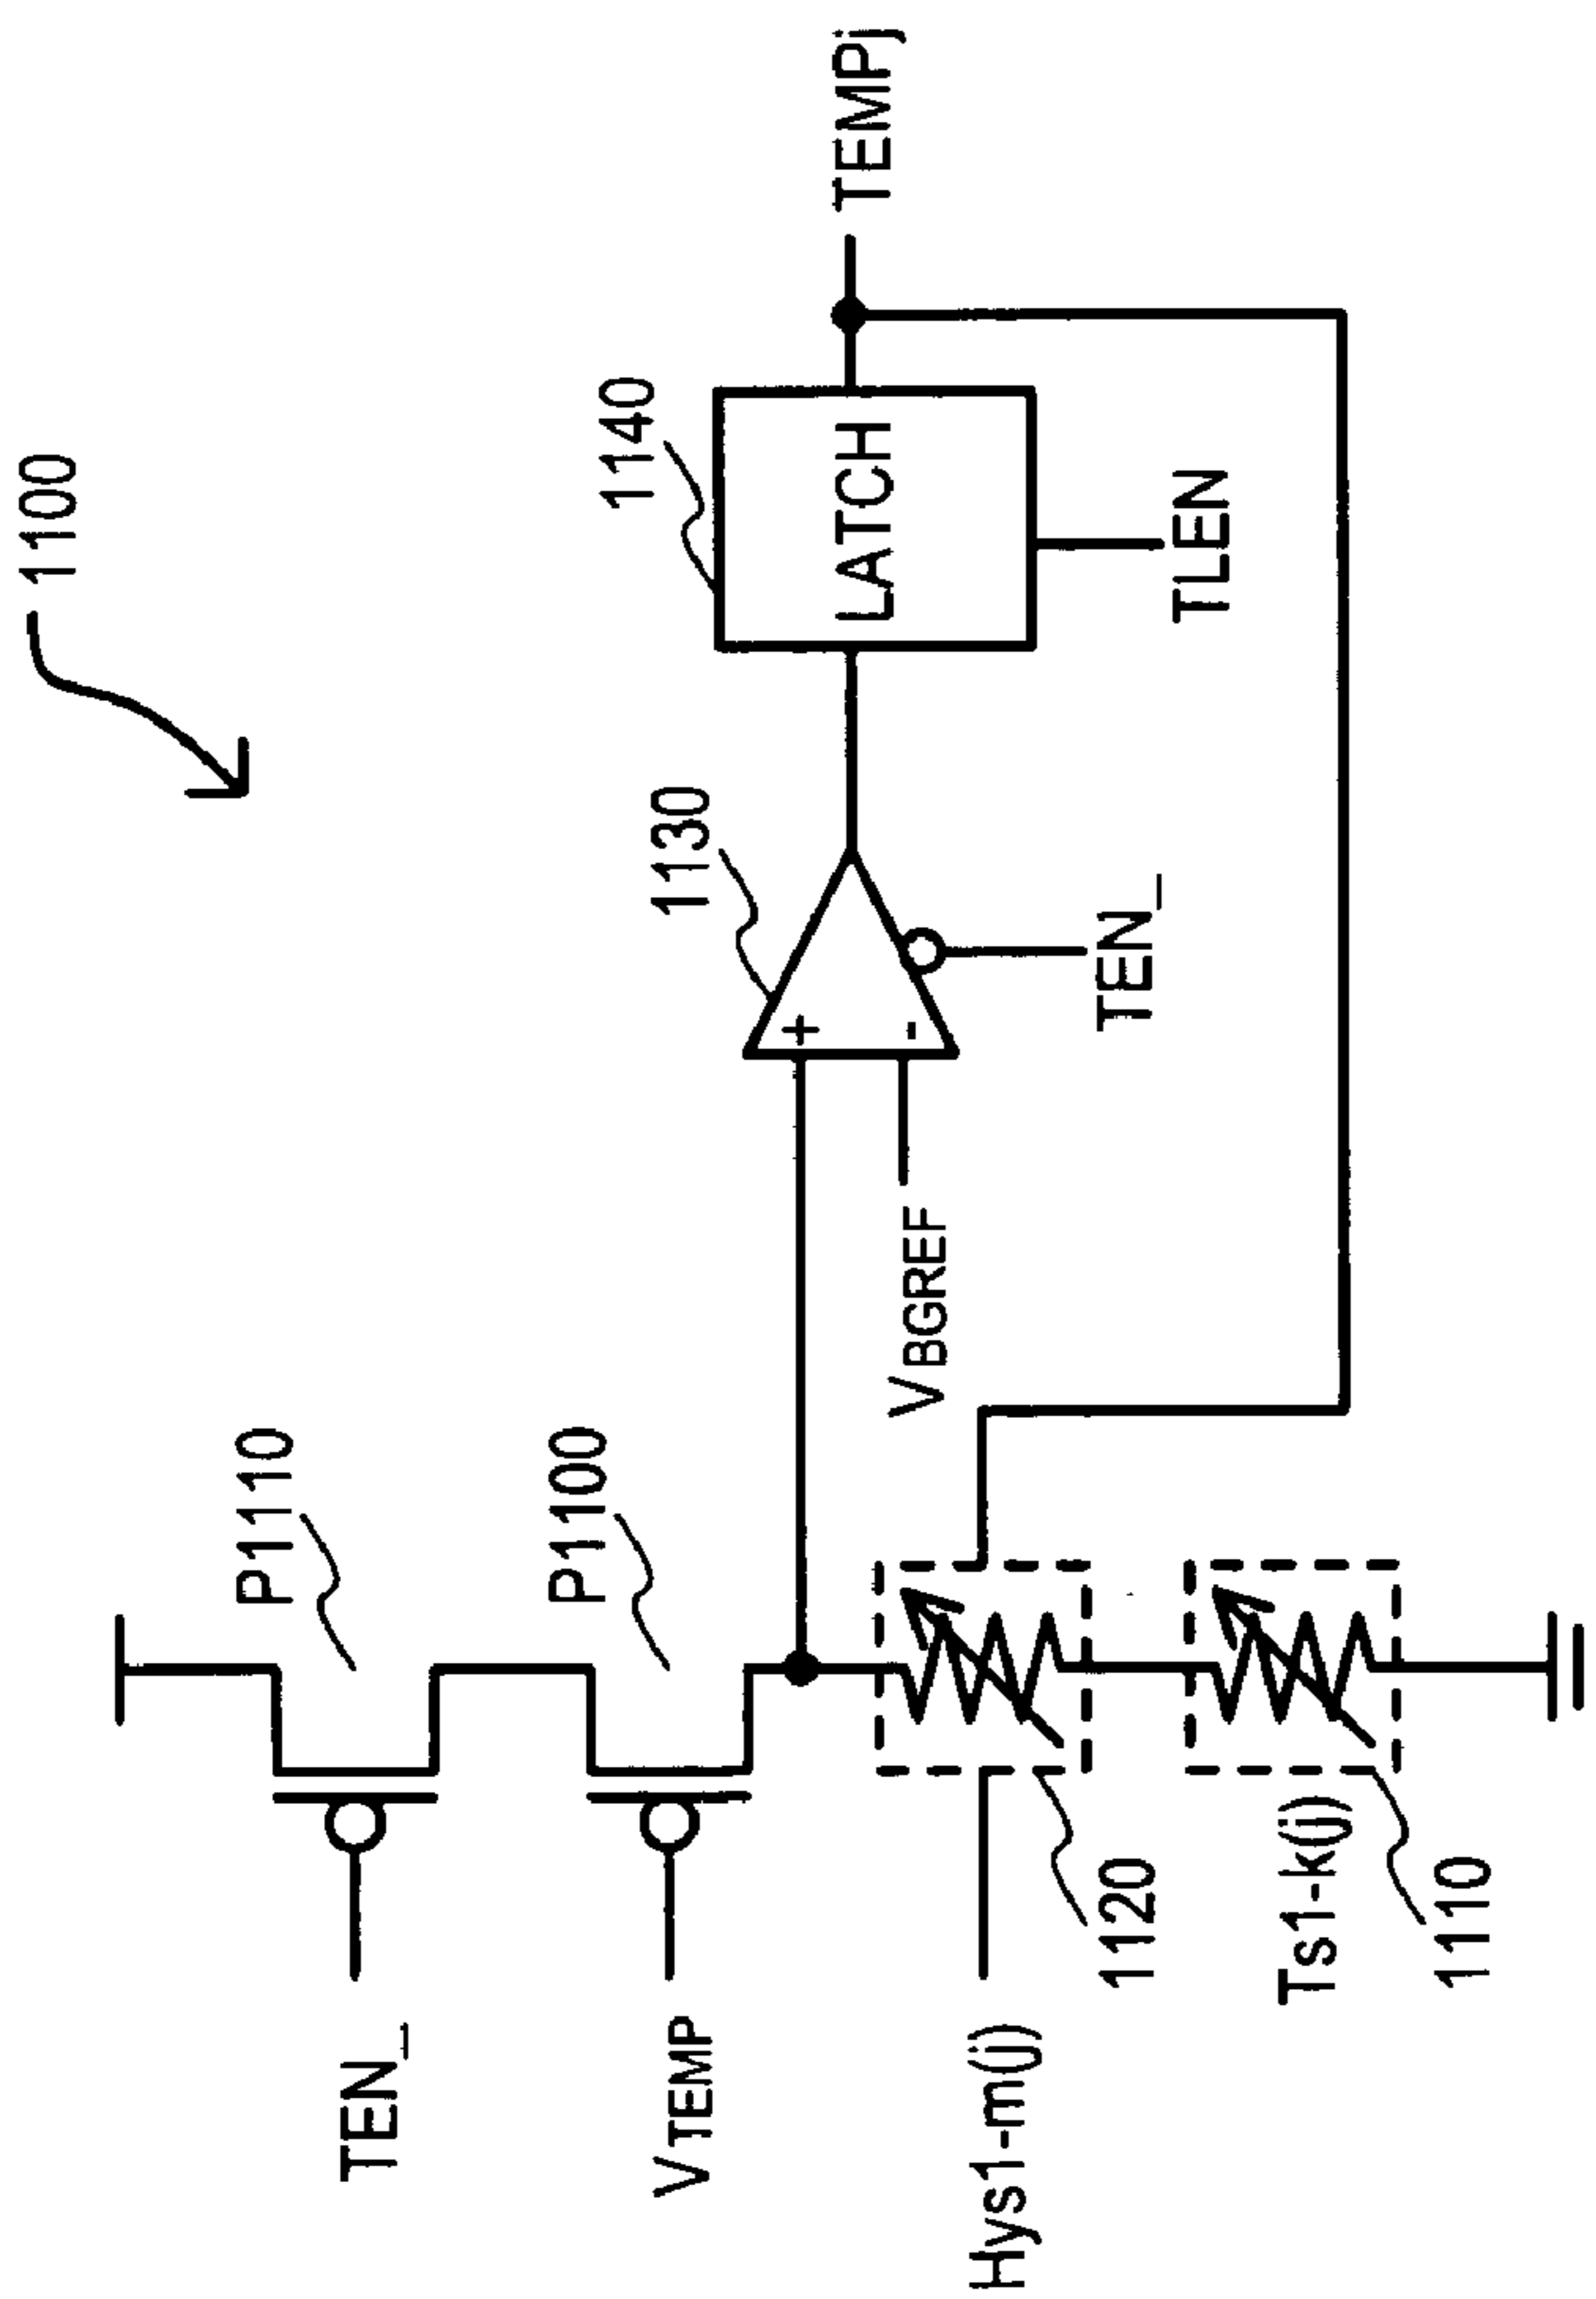 1100
P1110
TEN_
P1100
VTEMP
1140
1130
+
-
LATCH
TEMPj
VBGREF
TEN_
TLEN
Hys1-m(j)
1120
Ts1-k(j)
1110